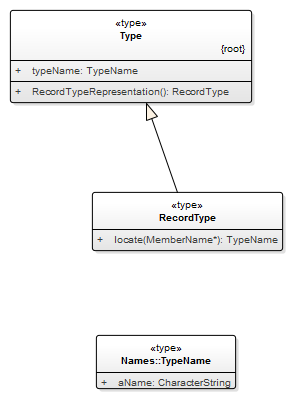 «type»
Type
{root}
+ typeName: TypeName
+ RecordTypeRepresentation(): RecordType
«type»
RecordType
+ locate(MemberName*): TypeName
«type»
Names::TypeName
+ aName: CharacterString